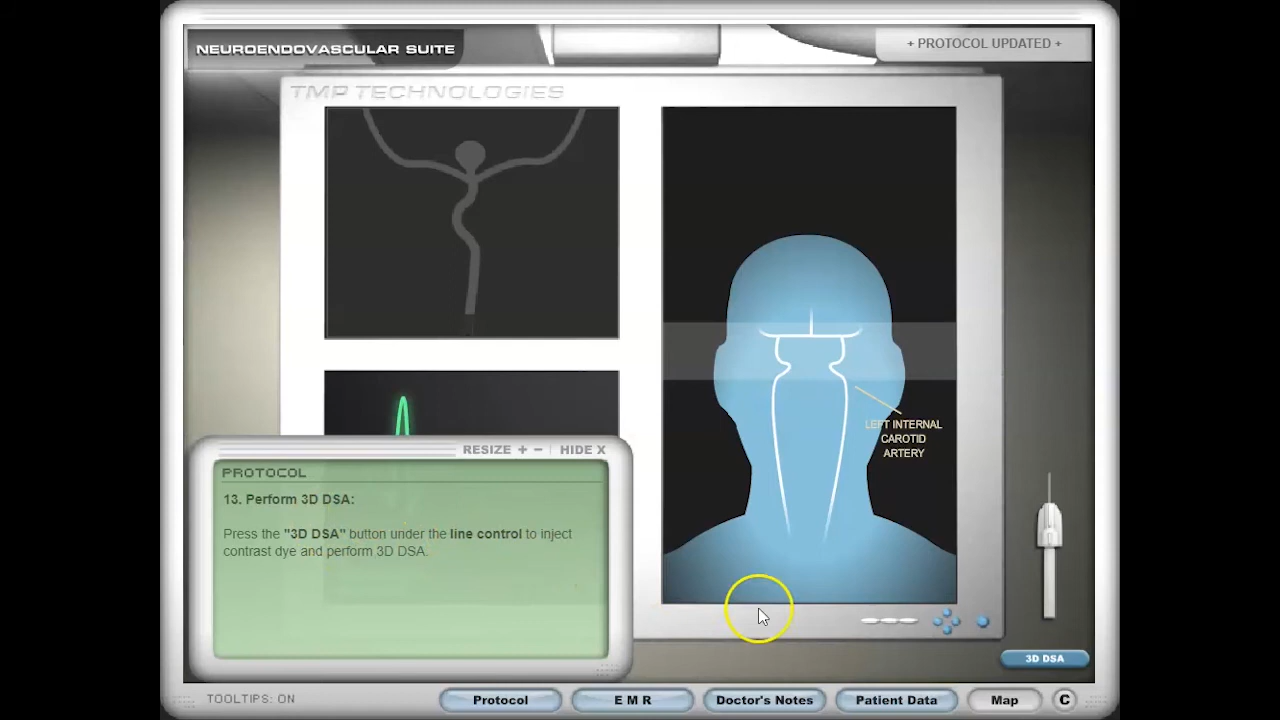 NEUROENDOVASCULAR SUITE
+ PROTOCOL UPDATED +
TMP TECHNOLOGIES
LEFT INTERNAL
CAROTID
ARTERY
RESIZE + − | HIDE X
PROTOCOL
13. Perform 3D DSA:
Press the "3D DSA" button under the line control to inject
contrast dye and perform 3D DSA.
3D DSA
TOOLTIPS: ON
Protocol
E M R
Doctor's Notes
Patient Data
Map
C